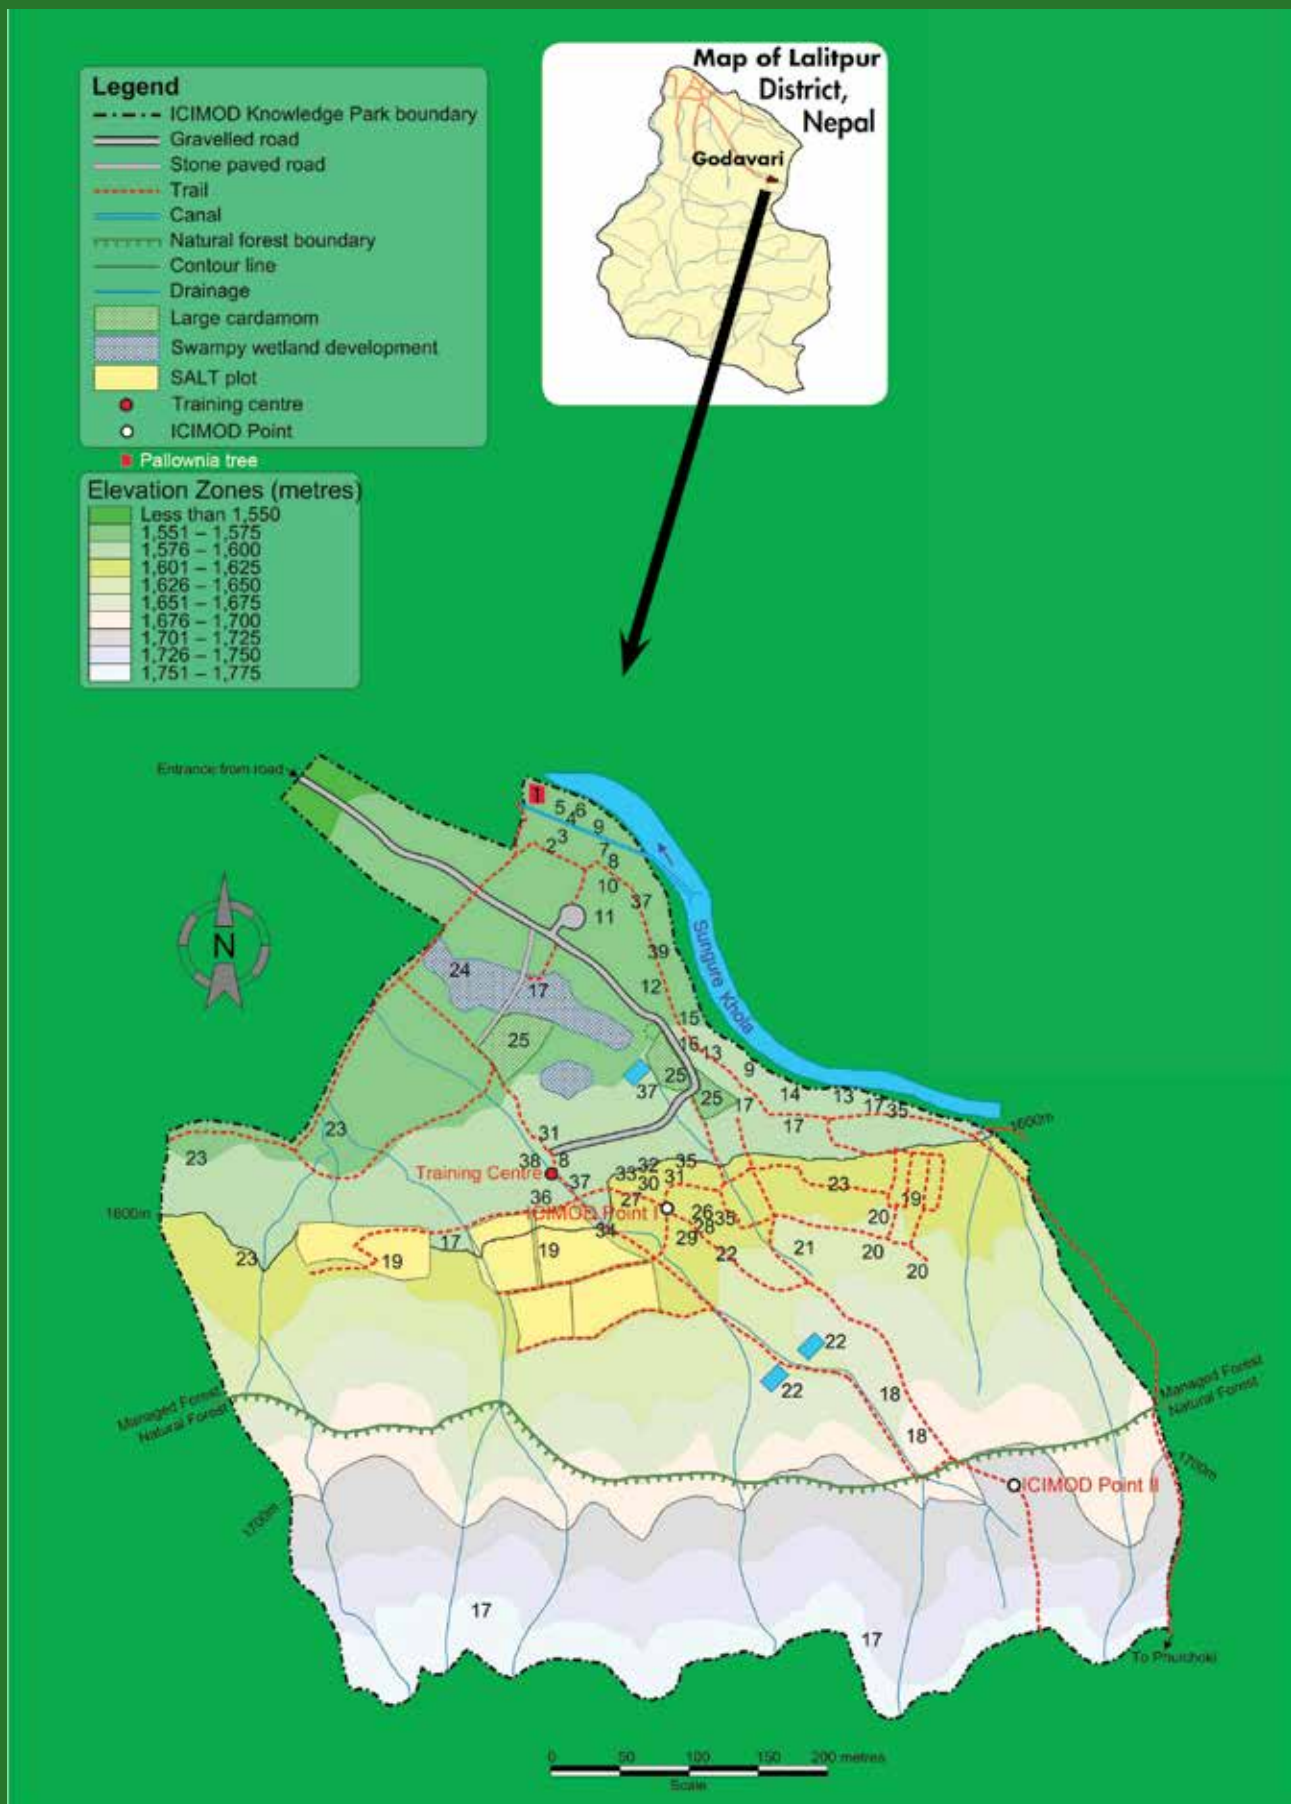 Map of Lalitpur
District,
Nepal
Godavari
Legend
ICIMOD Knowledge Park boundary
Gravelled road
Stone paved road
Trail
Canal
Natural forest boundary
Contour line
Drainage
Large cardamom
Swampy wetland development
SALT plot
Training centre
ICIMOD Point
Pallownia tree
Elevation Zones (metres)
Less than 1,550
1,551 – 1,575
1,576 – 1,600
1,601 – 1,625
1,626 – 1,650
1,651 – 1,675
1,676 – 1,700
1,701 – 1,725
1,726 – 1,750
1,751 – 1,775
Entrance from road
1
5
6
4
9
3
2
7
8
10
37
11
N
Sungure Khola
39
24
12
17
15
25
16
13
9
25
37
14
13
25
17
17
35
17
1600m
23
31
23
38
8
Training Centre
37
32
35
33
31
30
23
36
27
19
1600m
ICIMOD Point I
26
35
20
28
34
29
17
19
22
21
20
23
19
20
22
22
18
Managed Forest
Natural Forest
Managed Forest
Natural Forest
18
1700m
ICIMOD Point II
1700m
17
17
To Phulchoki
0 50 100 150 200 metres
Scale